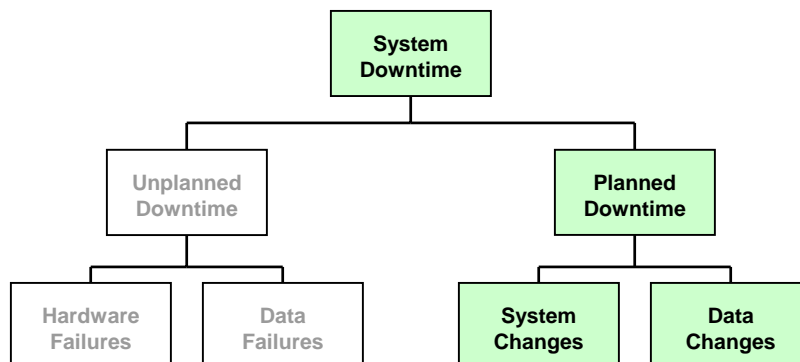 System
Downtime
Unplanned
Downtime
Planned
Downtime
Hardware
Failures
Data
Failures
System
Changes
Data
Changes